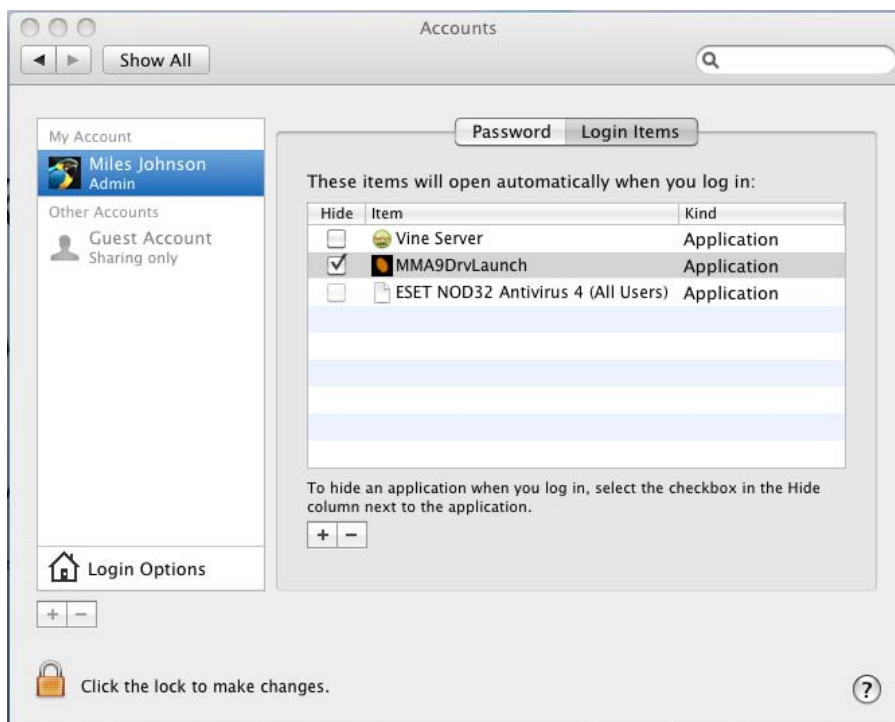 Accounts
Show All
My Account
Miles Johnson
Admin
Other Accounts
Guest Account
Sharing only
Login Options
+ −
Password Login Items
These items will open automatically when you log in:
Hide Item Kind
Vine Server Application
MMA9DrvLaunch Application
ESET NOD32 Antivirus 4 (All Users) Application
To hide an application when you log in, select the checkbox in the Hide
column next to the application.
+ −
Click the lock to make changes.
?